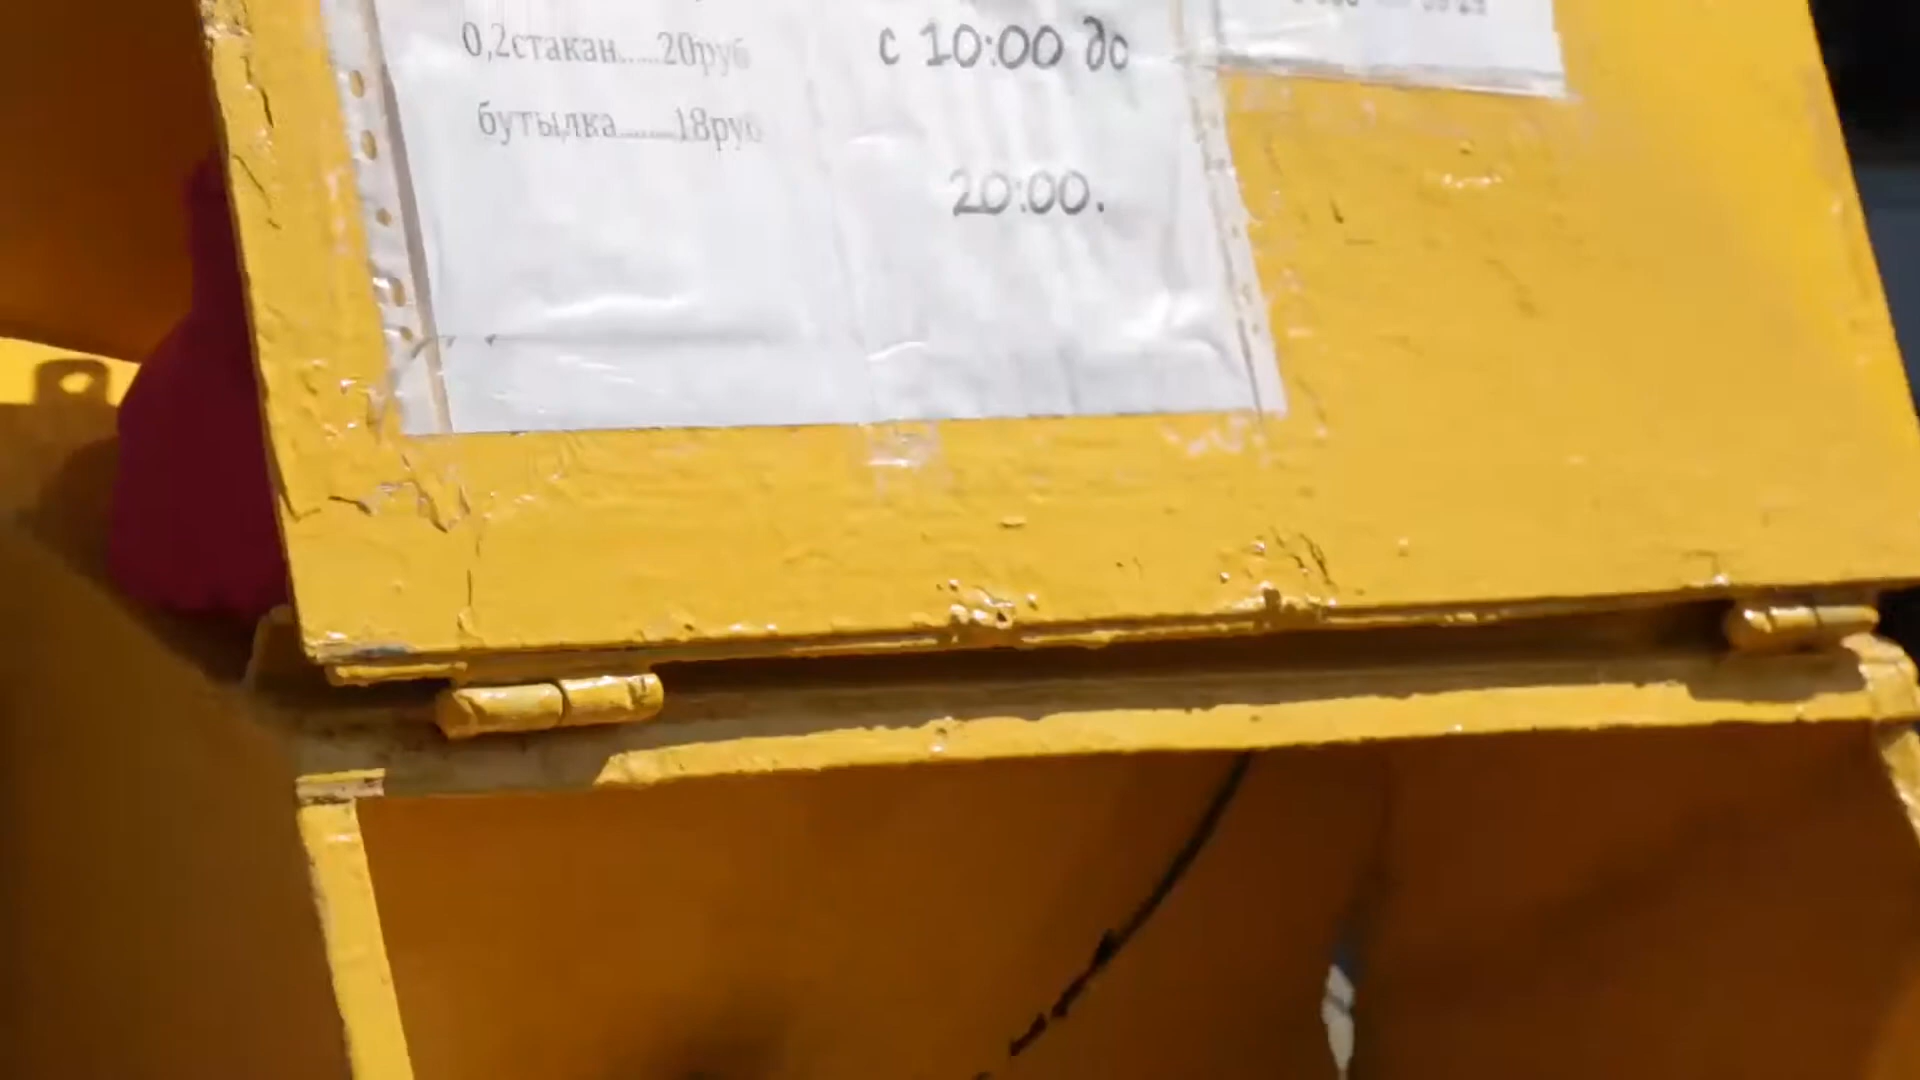 0,2стакан.....20руб
бутылка........18руб
с 10:00 до
20:00.